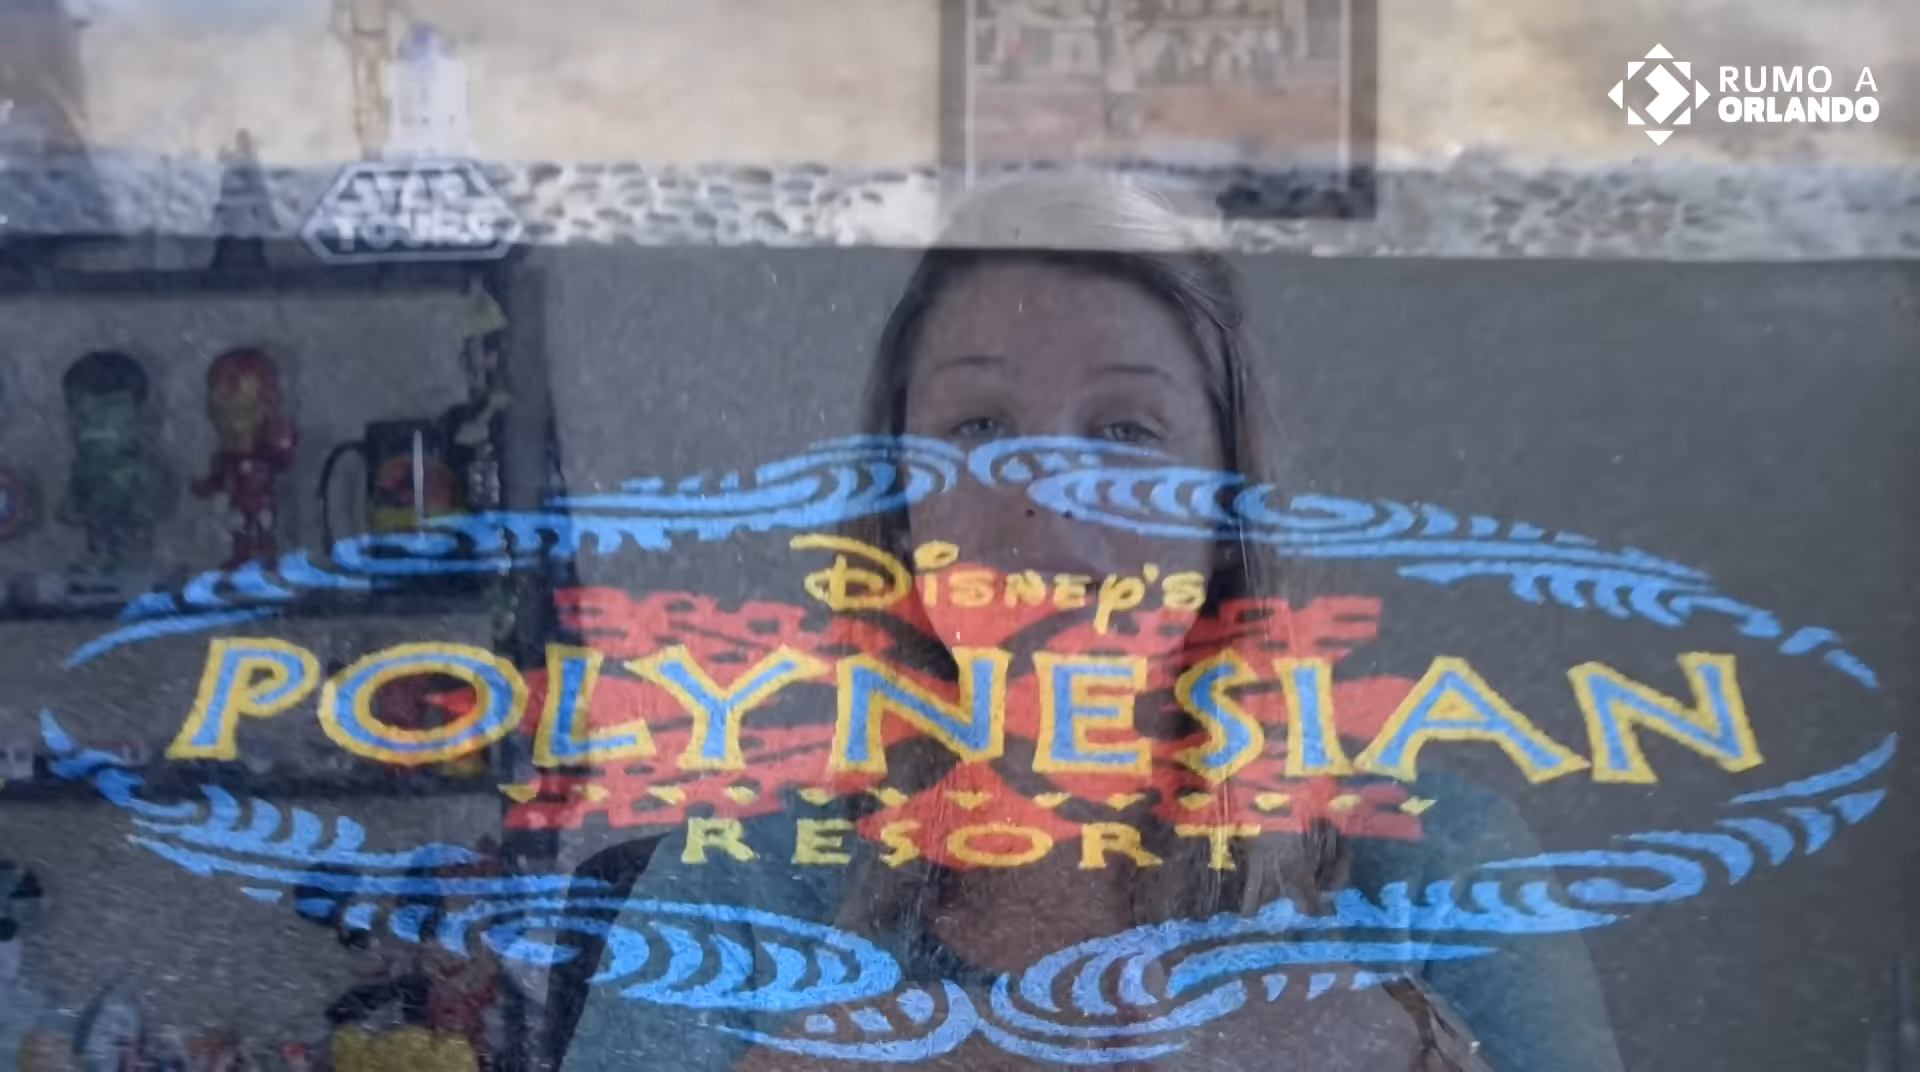 RUMO A
ORLANDO
STAR
TOURS
DISNEY'S
POLYNESIAN
RESORT